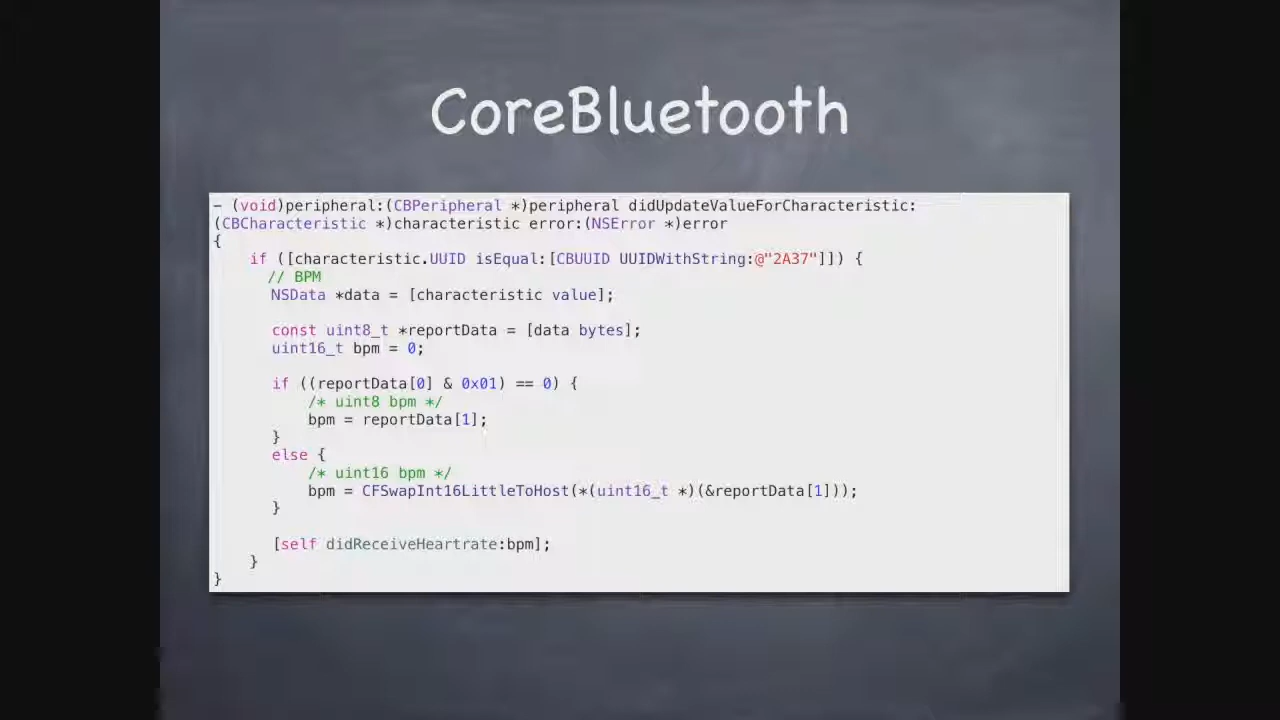 CoreBluetooth
- (void)peripheral:(CBPeripheral *)peripheral didUpdateValueForCharacteristic:
(CBCharacteristic *)characteristic error:(NSError *)error
{
    if ([characteristic.UUID isEqual:[CBUUID UUIDWithString:@"2A37"]]) {
      // BPM
      NSData *data = [characteristic value];

      const uint8_t *reportData = [data bytes];
      uint16_t bpm = 0;

      if ((reportData[0] & 0x01) == 0) {
          /* uint8 bpm */
          bpm = reportData[1];
      }
      else {
          /* uint16 bpm */
          bpm = CFSwapInt16LittleToHost(*(uint16_t *)(&reportData[1]));
      }

      [self didReceiveHeartrate:bpm];
    }
}